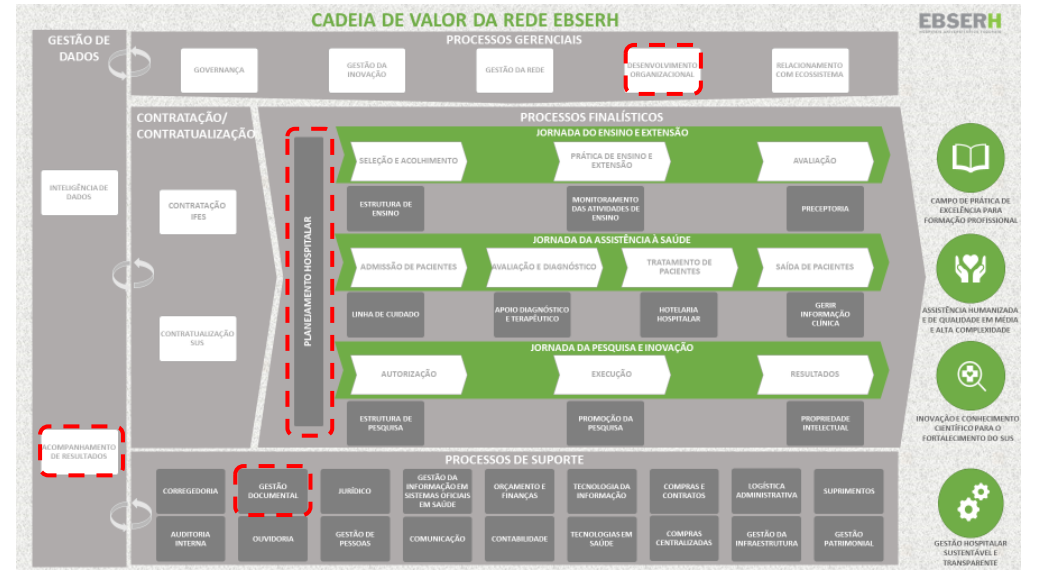 CADEIA DE VALOR DA REDE EBSERH
EBSERH
GESTÃO DE
DADOS
PROCESSOS GERENCIAIS
GOVERNANÇA
GESTÃO DA
INOVAÇÃO
GESTÃO DA REDE
DESENVOLVIMENTO
ORGANIZACIONAL
RELACIONAMENTO
COM ECOSSISTEMA
INTELIGÊNCIA DE
DADOS
ACOMPANHAMENTO
DE RESULTADOS
CONTRATAÇÃO/
CONTRATUALIZAÇÃO
CONTRATAÇÃO
IFES
CONTRATUALIZAÇÃO
SUS
PROCESSOS FINALÍSTICOS
PLANEJAMENTO HOSPITALAR
JORNADA DO ENSINO E EXTENSÃO
SELEÇÃO E ACOLHIMENTO
PRÁTICA DE ENSINO E
EXTENSÃO
AVALIAÇÃO
ESTRUTURA DE
ENSINO
MONITORAMENTO
DAS ATIVIDADES DE
ENSINO
PRECEPTORIA
JORNADA DA ASSISTÊNCIA À SAÚDE
ADMISSÃO DE PACIENTES
AVALIAÇÃO E DIAGNÓSTICO
TRATAMENTO DE
PACIENTES
SAÍDA DE PACIENTES
LINHA DE CUIDADO
APOIO DIAGNÓSTICO
E TERAPÊUTICO
HOTELARIA
HOSPITALAR
GERIR
INFORMAÇÃO
CLÍNICA
JORNADA DA PESQUISA E INOVAÇÃO
AUTORIZAÇÃO
EXECUÇÃO
RESULTADOS
ESTRUTURA DE
PESQUISA
PROMOÇÃO DA
PESQUISA
PROPRIEDADE
INTELECTUAL
PROCESSOS DE SUPORTE
CORREGEDORIA
GESTÃO
DOCUMENTAL
JURÍDICO
GESTÃO DA
INFORMAÇÃO EM
SISTEMAS OFICIAIS
EM SAÚDE
ORÇAMENTO E
FINANÇAS
TECNOLOGIA DA
INFORMAÇÃO
COMPRAS E
CONTRATOS
LOGÍSTICA
ADMINISTRATIVA
SUPRIMENTOS
AUDITORIA
INTERNA
OUVIDORIA
GESTÃO DE
PESSOAS
COMUNICAÇÃO
CONTABILIDADE
TECNOLOGIAS EM
SAÚDE
COMPRAS
CENTRALIZADAS
GESTÃO DA
INFRAESTRUTURA
GESTÃO
PATRIMONIAL
CAMPO DE PRÁTICA DE
EXCELÊNCIA PARA
FORMAÇÃO PROFISSIONAL
ASSISTÊNCIA HUMANIZADA
E DE QUALIDADE EM MÉDIA
E ALTA COMPLEXIDADE
INOVAÇÃO E CONHECIMENTO
CIENTÍFICO PARA O
FORTALECIMENTO DO SUS
GESTÃO HOSPITALAR
SUSTENTÁVEL E
TRANSPARENTE